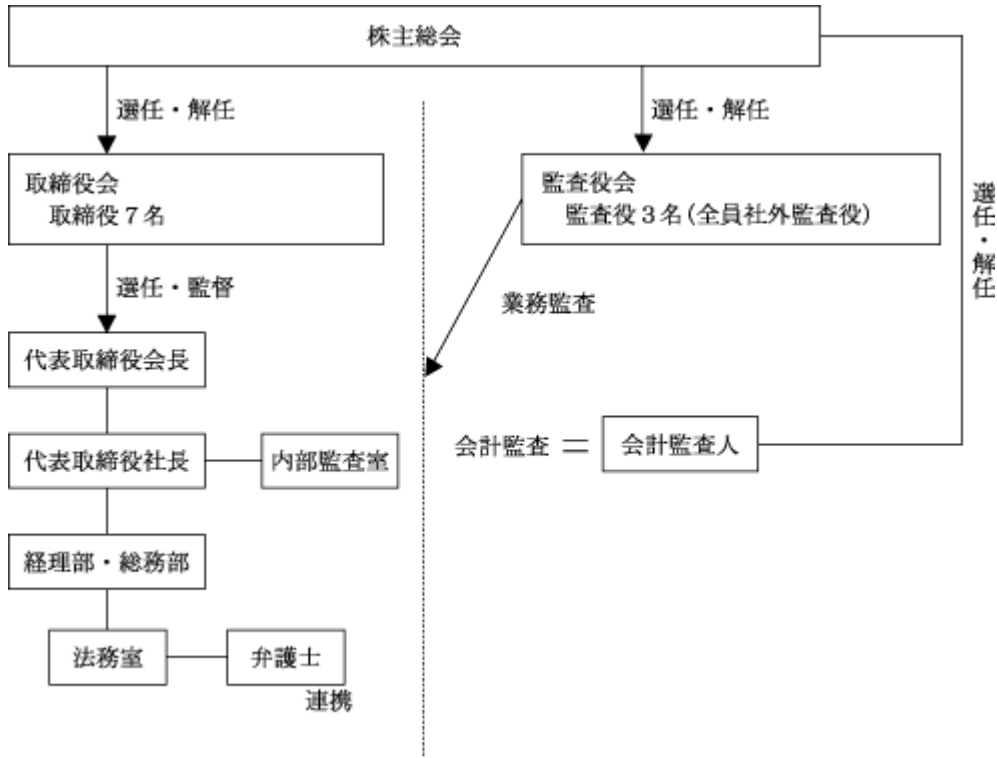 株主総会
選任・解任
選任・解任
取締役会
取締役7名
監査役会
監査役3名(全員社外監査役)
選任・解任
選任・監督
業務監査
代表取締役会長
代表取締役社長
内部監査室
会計監査 = 会計監査人
経理部・総務部
法務室
弁護士
連携